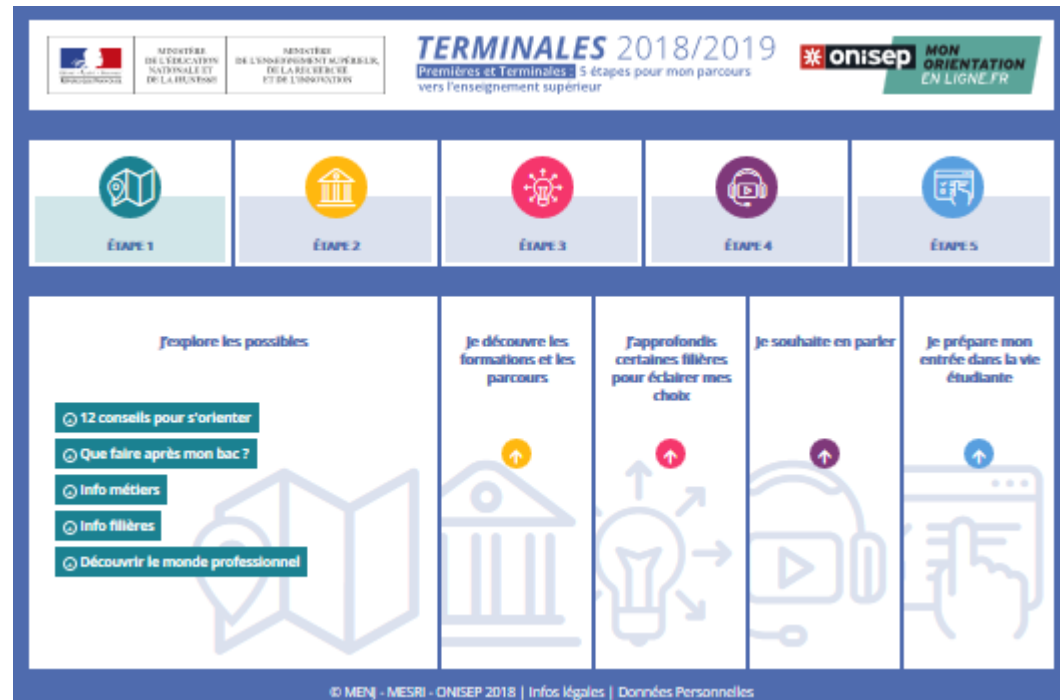 MINISTÈRE
DE L'ÉDUCATION
NATIONALE ET
DE LA JEUNESSE
MINISTÈRE
DE L'ENSEIGNEMENT SUPÉRIEUR,
DE LA RECHERCHE
ET DE L'INNOVATION
TERMINALES 2018/2019
Premières et Terminales : 5 étapes pour mon parcours
vers l'enseignement supérieur
onisep
MON
ORIENTATION
EN LIGNE.FR
ÉTAPE 1
ÉTAPE 2
ÉTAPE 3
ÉTAPE 4
ÉTAPE 5
J'explore les possibles
12 conseils pour s'orienter
Que faire après mon bac ?
Info métiers
Info filières
Découvrir le monde professionnel
Je découvre les
formations et les
parcours
J'approfondis
certaines filières
pour éclairer mes
choix
Je souhaite en parler
Je prépare mon
entrée dans la vie
étudiante
© MENJ - MESRI - ONISEP 2018 | Infos légales | Données Personnelles